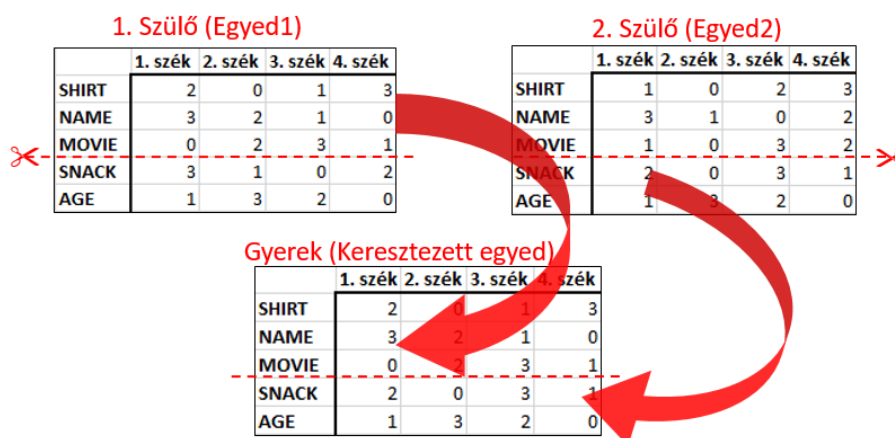 1. Szülő (Egyed1)
1. szék 2. szék 3. szék 4. szék
SHIRT 2 0 1 3
NAME 3 2 1 0
MOVIE 0 2 3 1
SNACK 3 1 0 2
AGE 1 3 2 0
2. Szülő (Egyed2)
1. szék 2. szék 3. szék 4. szék
SHIRT 1 0 2 3
NAME 3 1 0 2
MOVIE 1 0 3 2
SNACK 2 0 3 1
AGE 1 3 2 0
Gyerek (Keresztezett egyed)
1. szék 2. szék 3. szék 4. szék
SHIRT 2 0 1 3
NAME 3 2 1 0
MOVIE 0 2 3 1
SNACK 2 0 3 1
AGE 1 3 2 0